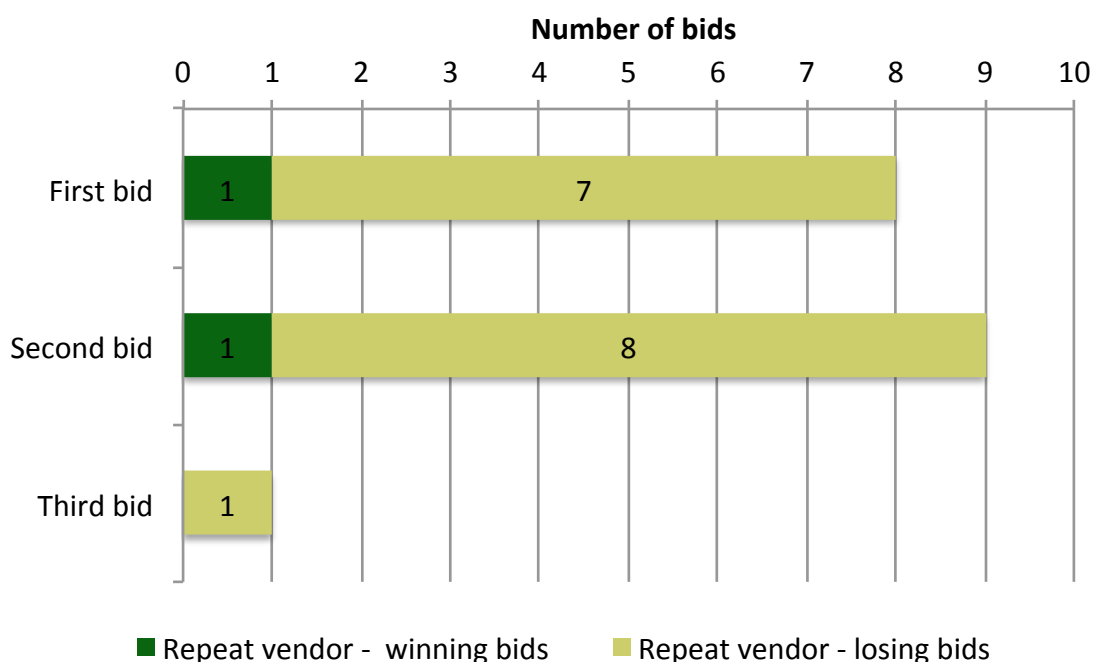 Number of bids
0 1 2 3 4 5 6 7 8 9 10
First bid 1 7
Second bid 1 8
Third bid 1
Repeat vendor - winning bids Repeat vendor - losing bids